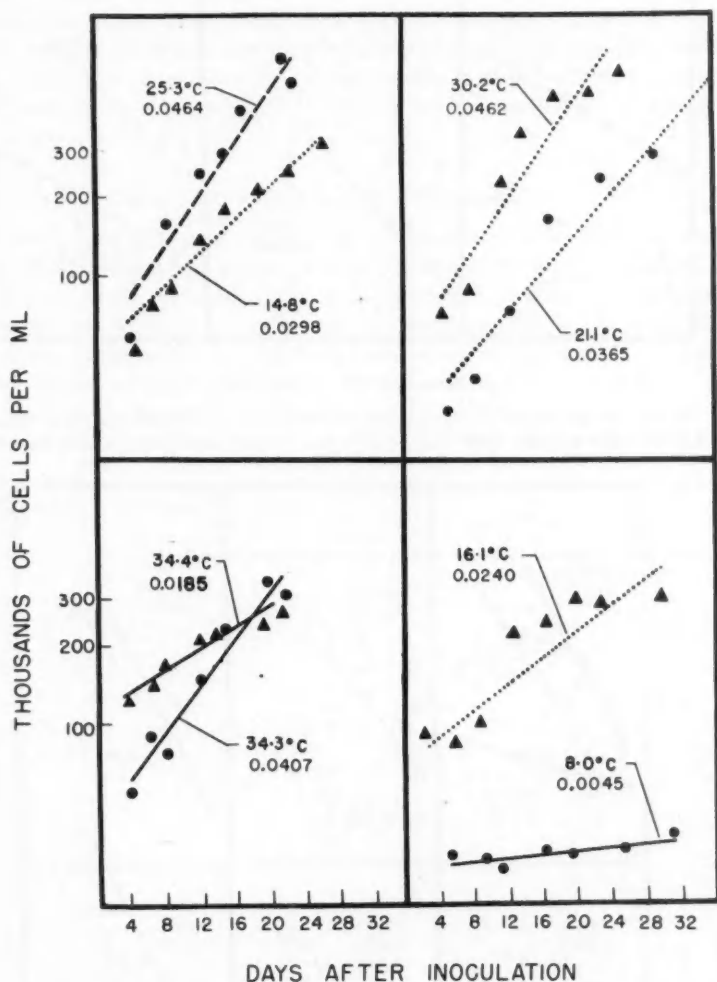 THOUSANDS OF CELLS PER ML
25·3°C
0.0464
14·8°C
0.0298
300
200
100
30·2°C
0.0462
21·1°C
0.0365
34·4°C
0.0185
34·3°C
0.0407
300
200
100
16·1°C
0.0240
8·0°C
0.0045
4 8 12 16 20 24 28 32
4 8 12 16 20 24 28 32
DAYS AFTER INOCULATION